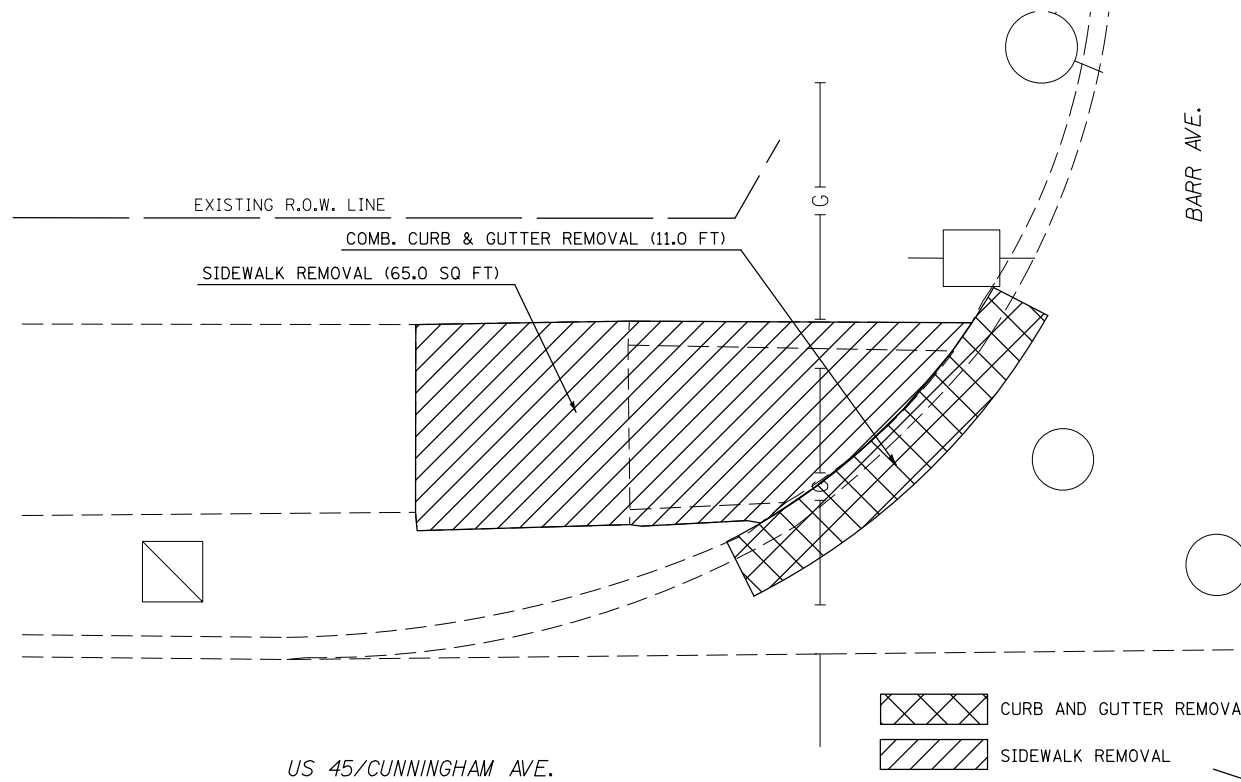 BARR AVE.
EXISTING R.O.W. LINE
G
COMB. CURB & GUTTER REMOVAL (11.0 FT)
SIDEWALK REMOVAL (65.0 SQ FT)
G
CURB AND GUTTER REMOVA
SIDEWALK REMOVAL
US 45/CUNNINGHAM AVE.